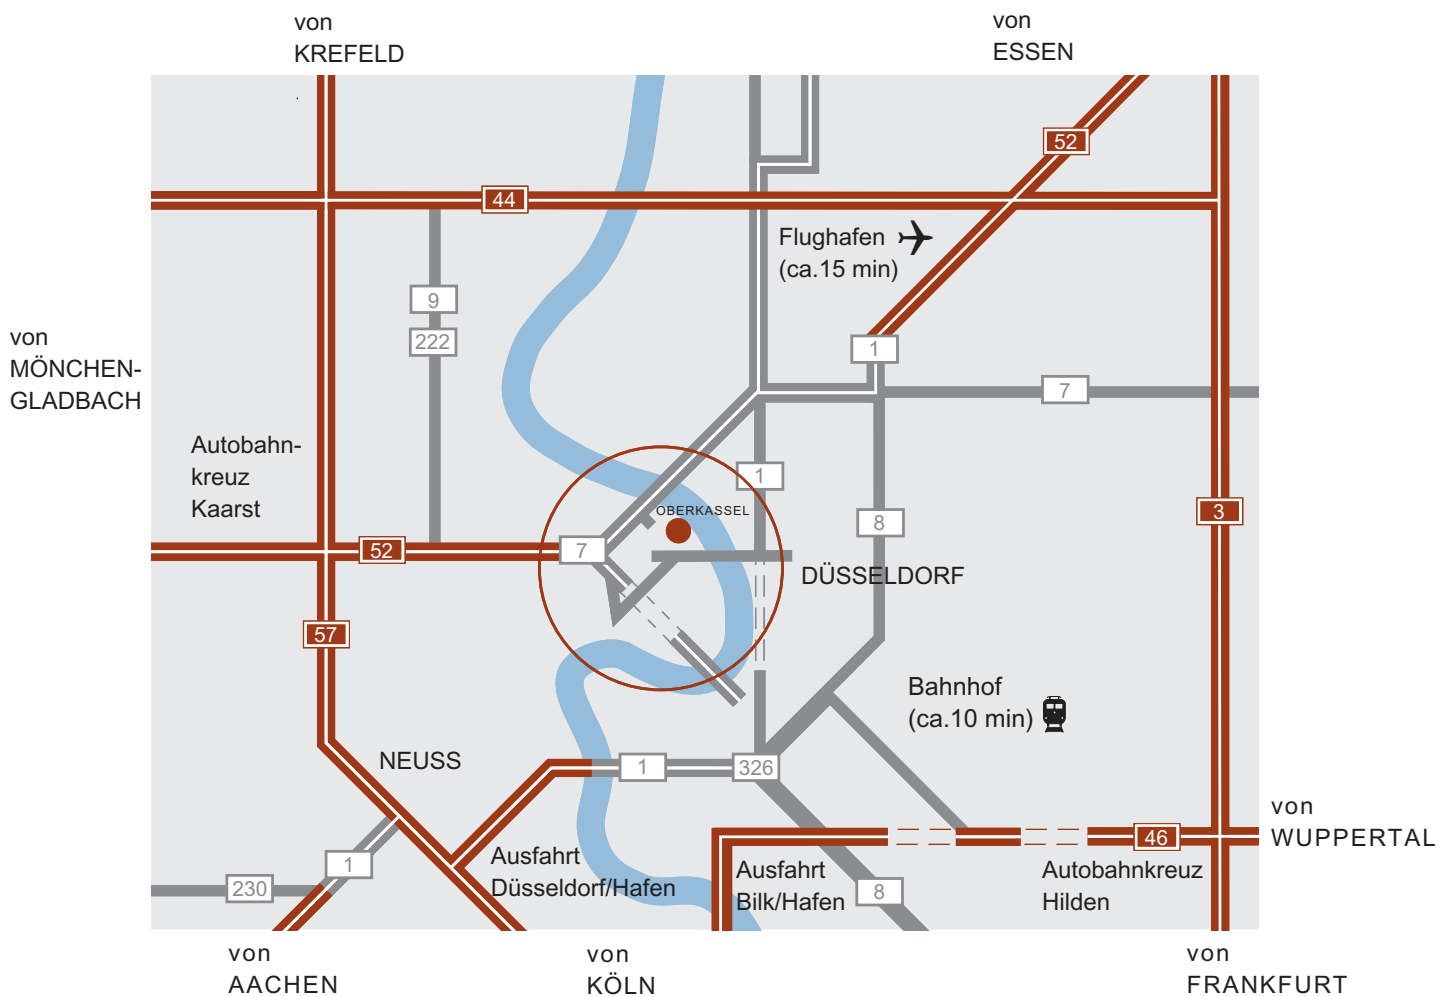 von
KREFELD
von
ESSEN
52
44
Flughafen
(ca.15 min)
9
222
1
7
von
MÖNCHEN-
GLADBACH
Autobahn-
kreuz
Kaarst
1
OBERKASSEL
3
8
52
7
DÜSSELDORF
57
Bahnhof
(ca.10 min)
NEUSS
1
326
von
WUPPERTAL
46
Ausfahrt
Düsseldorf/Hafen
1
230
Ausfahrt
Bilk/Hafen
8
Autobahnkreuz
Hilden
von
AACHEN
von
KÖLN
von
FRANKFURT